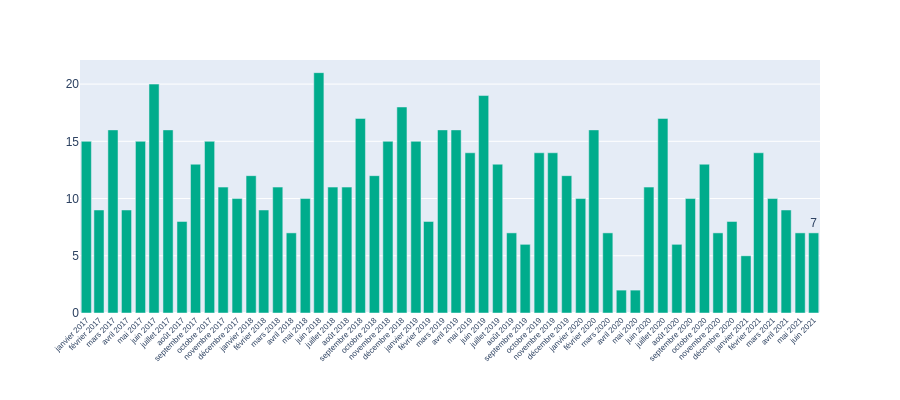 20
15
10
5
0
7
janvier 2017
février 2017
mars 2017
avril 2017
mai 2017
juin 2017
juillet 2017
août 2017
septembre 2017
octobre 2017
novembre 2017
décembre 2017
janvier 2018
février 2018
mars 2018
avril 2018
mai 2018
juin 2018
juillet 2018
août 2018
septembre 2018
octobre 2018
novembre 2018
décembre 2018
janvier 2019
février 2019
mars 2019
avril 2019
mai 2019
juin 2019
juillet 2019
août 2019
septembre 2019
octobre 2019
novembre 2019
décembre 2019
janvier 2020
février 2020
mars 2020
avril 2020
mai 2020
juin 2020
juillet 2020
août 2020
septembre 2020
octobre 2020
novembre 2020
décembre 2020
janvier 2021
février 2021
mars 2021
avril 2021
mai 2021
juin 2021